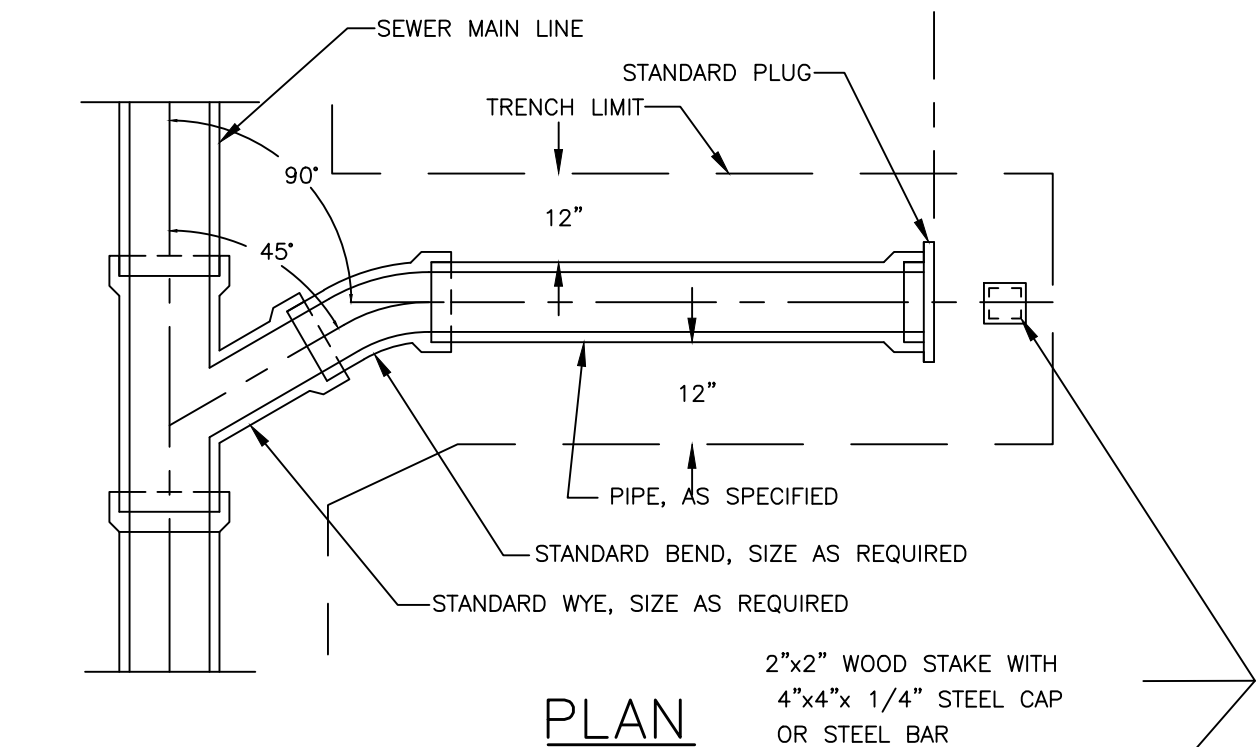 SEWER MAIN LINE
STANDARD PLUG
TRENCH LIMIT
90°
12”
45°
12”
PIPE, AS SPECIFIED
STANDARD BEND, SIZE AS REQUIRED
STANDARD WYE, SIZE AS REQUIRED
2”x2” WOOD STAKE WITH
4”x4”x 1/4” STEEL CAP
OR STEEL BAR
PLAN